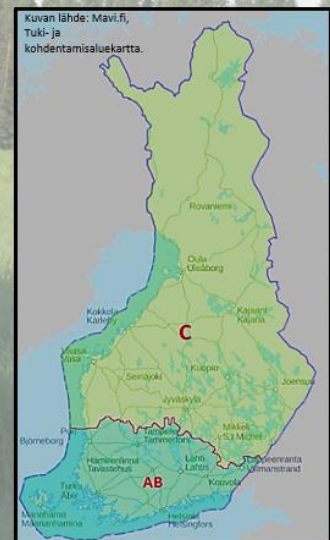 Kuvan lähde: Mavi.fi,
Tuki- ja
kohdentamisaluekartta.
Rovaniemi
Oulu
Uleåborg
Kokkola
Karleby
Kajaani
Kajana
C
Vaasa
Vasa
Kuopio
Seinäjoki
Joensuu
Jyväskylä
Mikkeli
S:t Michel
Pori
Björneborg
Tampere
Tammerfors
Lappeenranta
Villmanstrand
Hämeenlinna
Tavastehus
Lahti
Lahtis
Kouvola
AB
Turku
Åbo
Marianhamina
Helsinki
Helsingfors